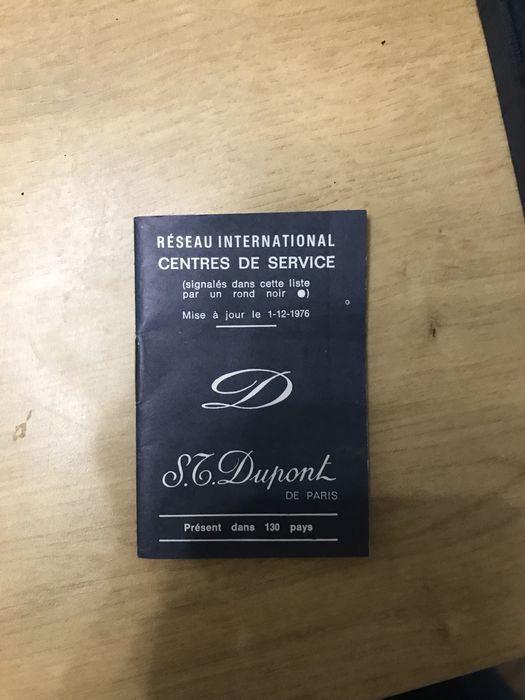 RÉSEAU INTERNATIONAL
CENTRES DE SERVICE
(signalés dans cette liste
par un rond noir ●)
Mise à jour le 1-12-1976
D
S.T. Dupont
DE PARIS
Présent dans 130 pays